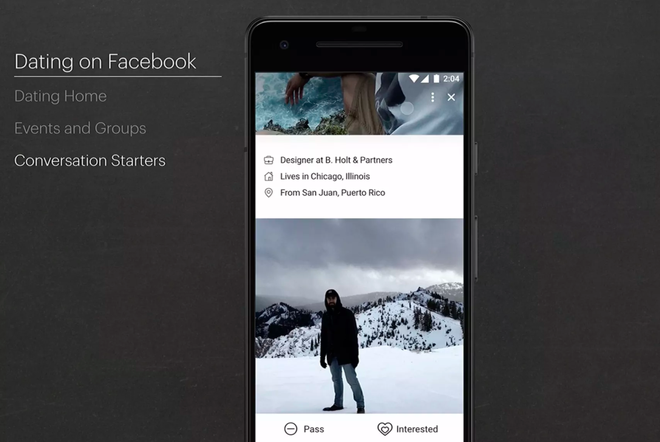 Dating on Facebook
Dating Home
Events and Groups
Conversation Starters
2:04
Designer at B. Holt & Partners
Lives in Chicago, Illinois
From San Juan, Puerto Rico
Pass
Interested